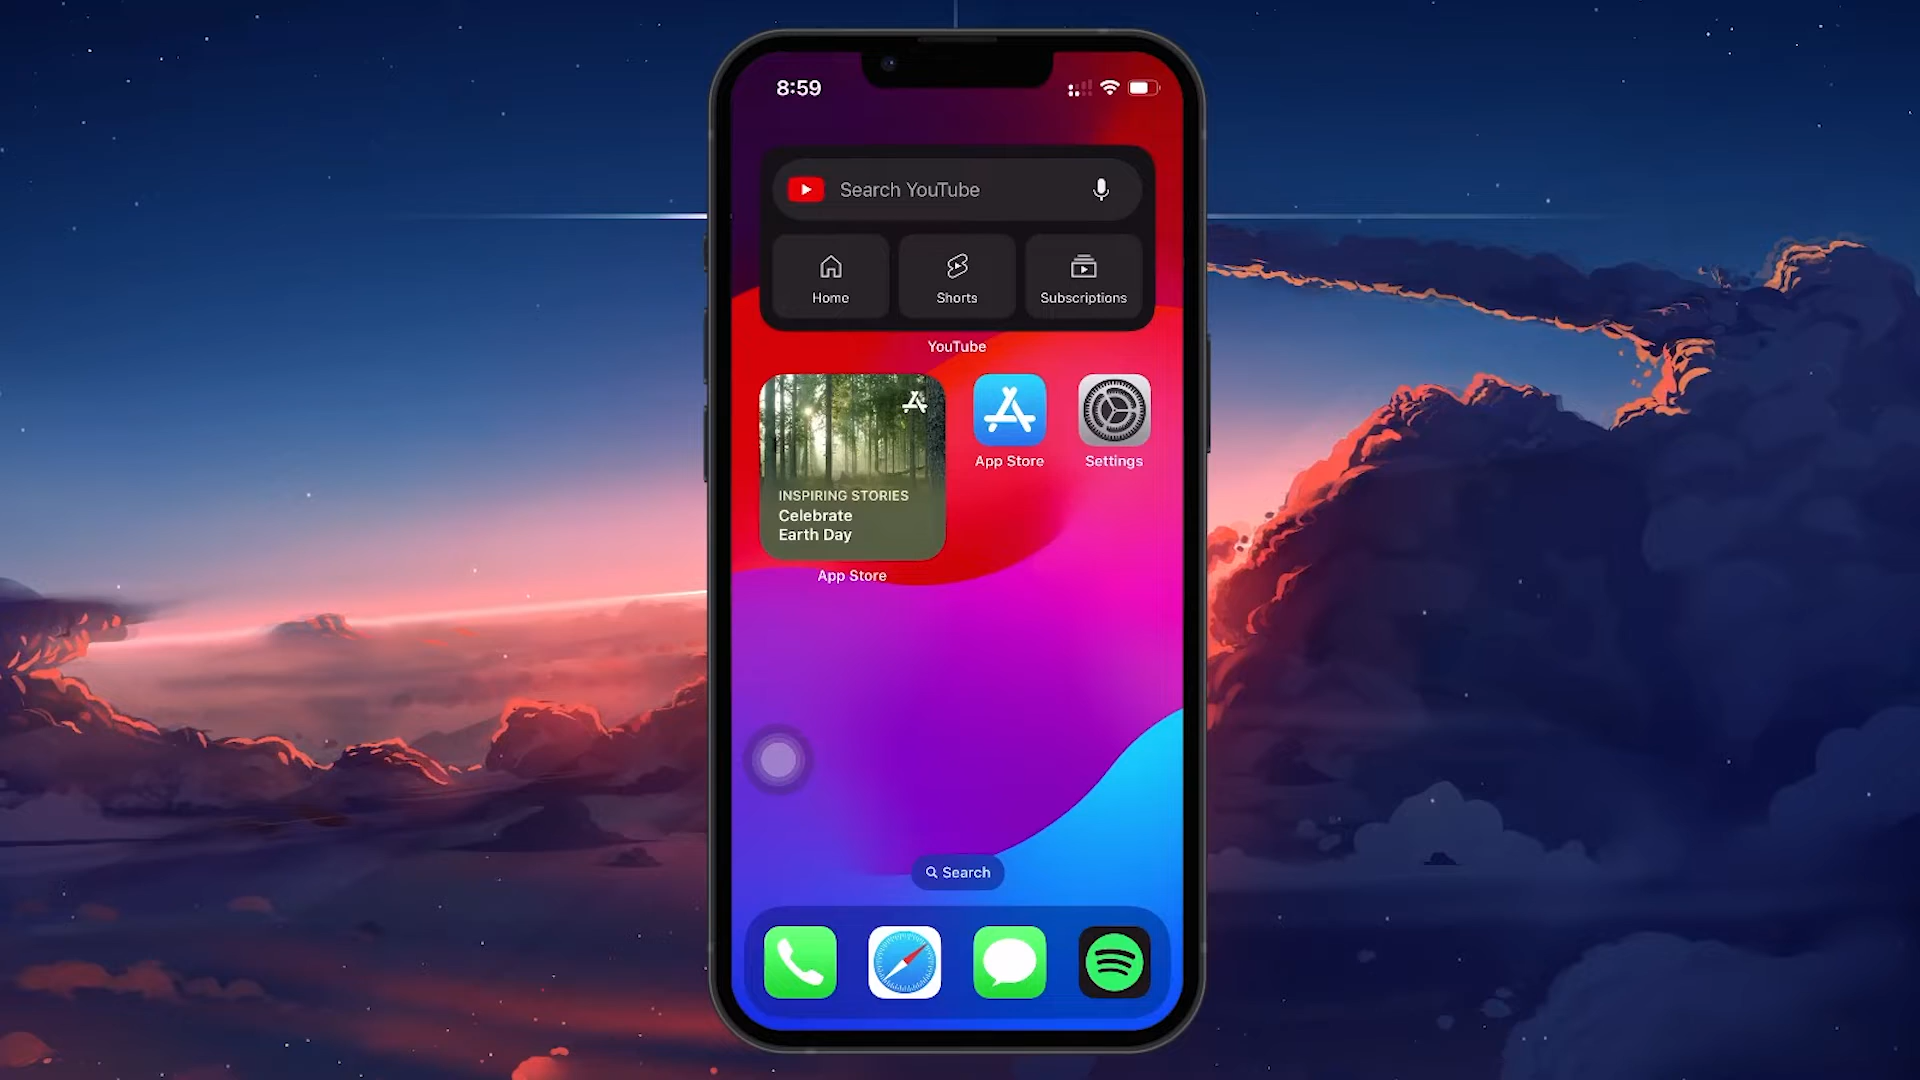 8:59
Search YouTube
Home
Shorts
Subscriptions
YouTube
INSPIRING STORIES
Celebrate
Earth Day
App Store
App Store
Settings
Search